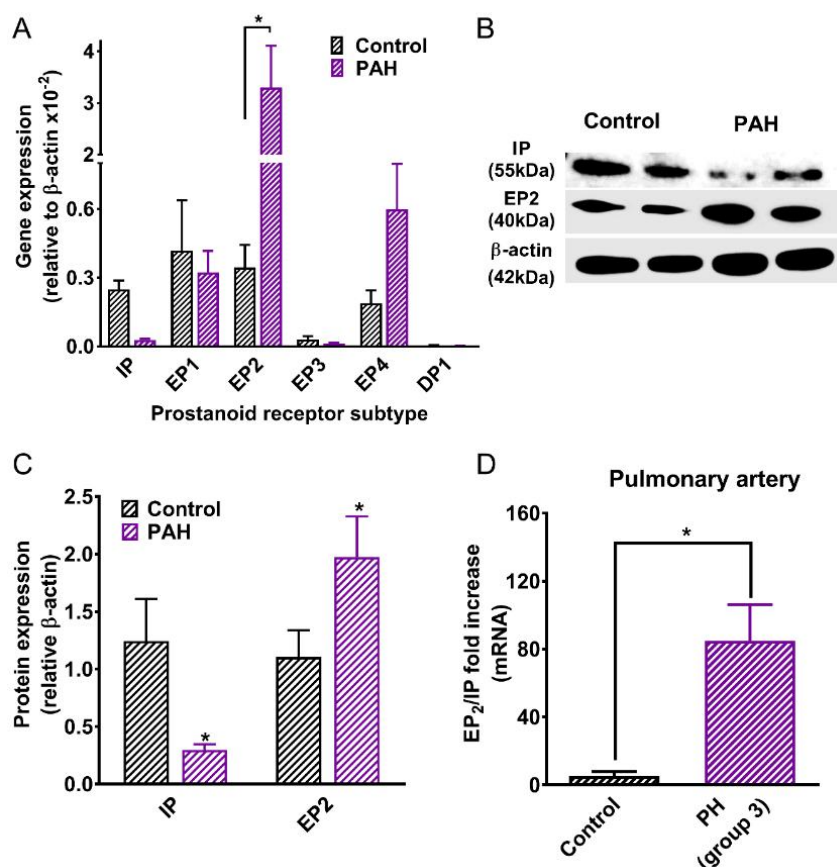 A
Gene expression
(relative to β-actin x10-2)
4
3
2
0.6
0.3
0.0
*
Control
PAH
IP
EP1
EP2
EP3
EP4
DP1
Prostanoid receptor subtype
B
Control PAH
IP
(55kDa)
EP2
(40kDa)
β-actin
(42kDa)
C
Protein expression
(relative β-actin)
2.5
2.0
1.5
1.0
0.5
0.0
Control
PAH
*
*
IP
EP2
D
Pulmonary artery
EP2/IP fold increase
(mRNA)
160
120
80
40
0
*
Control
PH
(group 3)